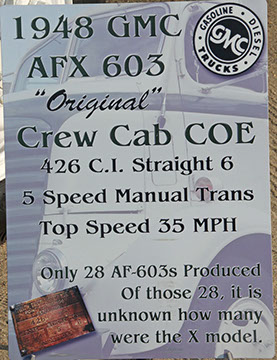 1948 GMC
AFX 603
"Original"
Crew Cab COE
426 C.I. Straight 6
5 Speed Manual Trans
Top Speed 35 MPH
Only 28 AF-603s Produced
Of those 28, it is
unknown how many
were the X model.
GASOLINE DIESEL
GMC
TRUCKS